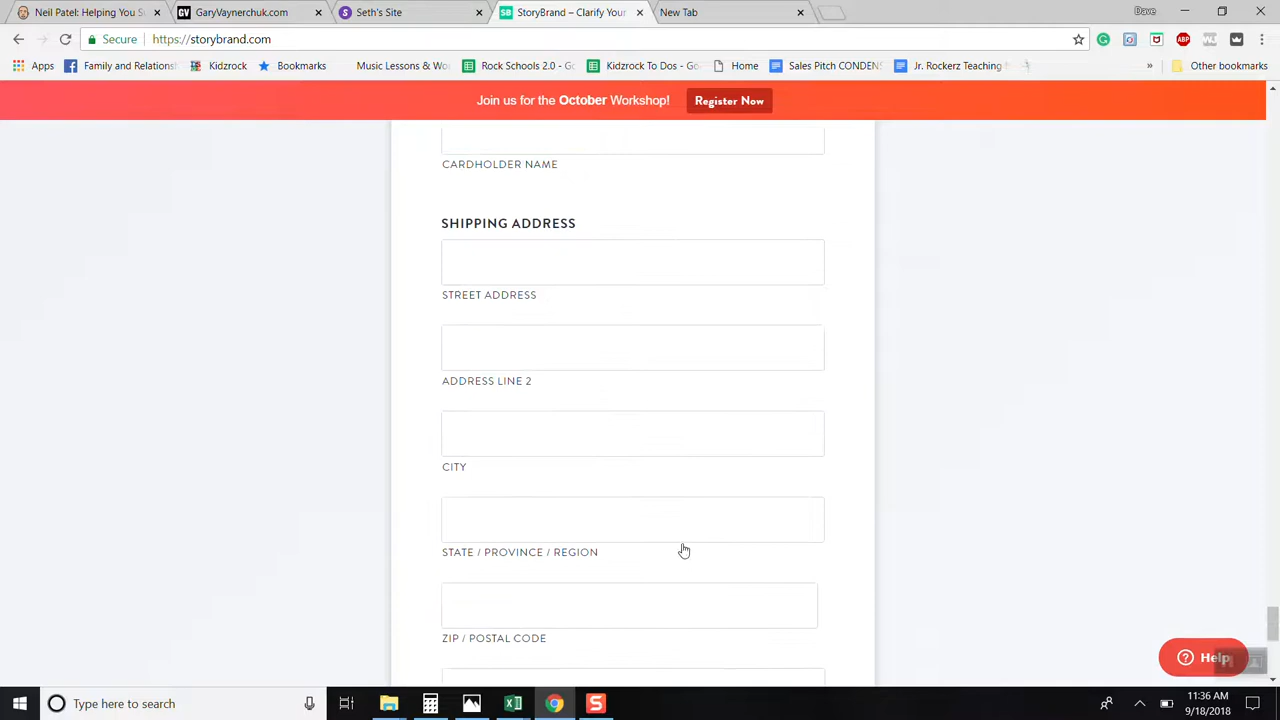 Neil Patel: Helping You Su
GaryVaynerchuk.com
Seth's Site
StoryBrand – Clarify Your
New Tab
Dave
Secure
https://storybrand.com
Apps
Family and Relations
Kidzrock
Bookmarks
Music Lessons & Wo
Rock Schools 2.0 - Go
Kidzrock To Dos - Go
Home
Sales Pitch CONDENS
Jr. Rockerz Teaching
»
Other bookmarks
Join us for the October Workshop!
Register Now
CARDHOLDER NAME
SHIPPING ADDRESS
STREET ADDRESS
ADDRESS LINE 2
CITY
STATE / PROVINCE / REGION
ZIP / POSTAL CODE
Help
Type here to search
11:36 AM
9/18/2018